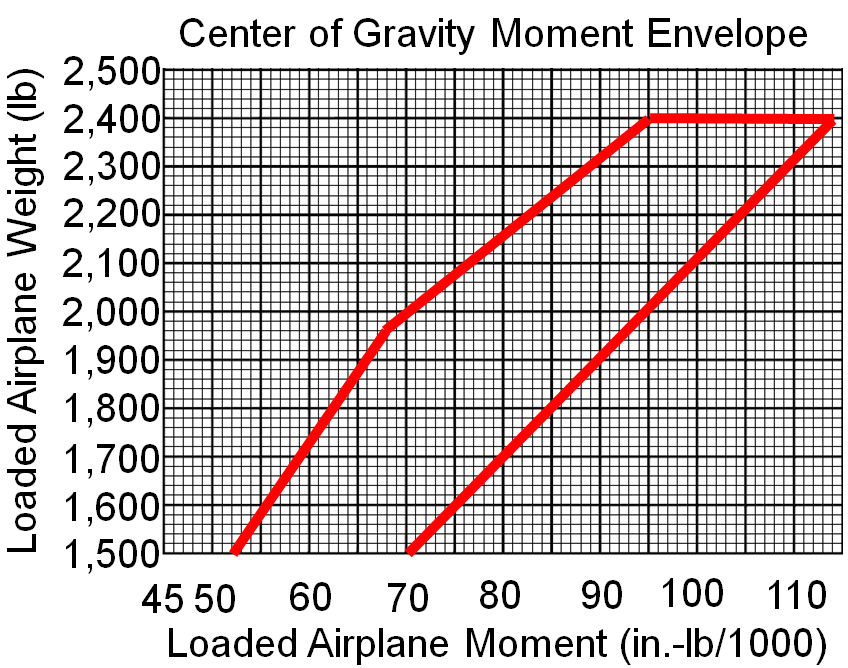 Center of Gravity Moment Envelope
Loaded Airplane Weight (lb)
2,500
2,400
2,300
2,200
2,100
2,000
1,900
1,800
1,700
1,600
1,500
45 50 60 70 80 90 100 110
Loaded Airplane Moment (in.-lb/1000)